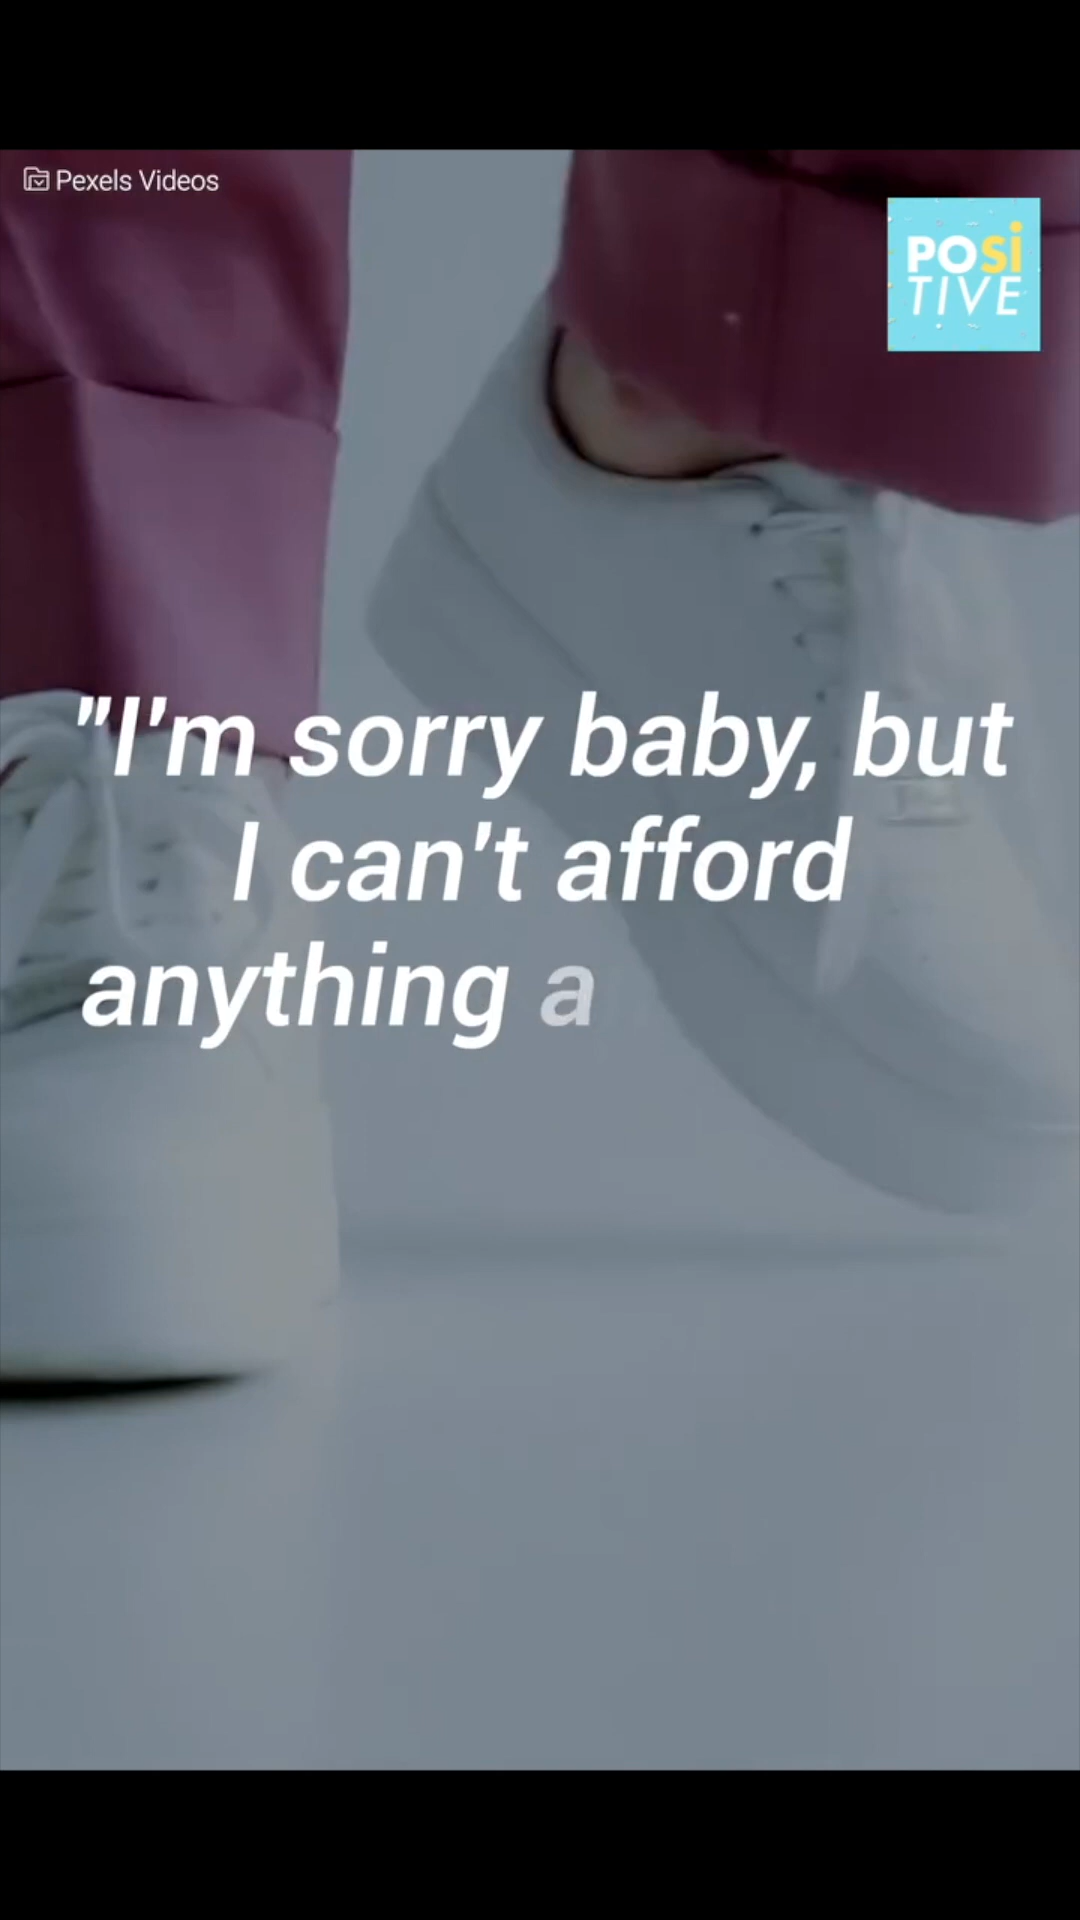 Pexels Videos
POSi
TIVE
"I'm sorry baby, but
I can't afford
anything a